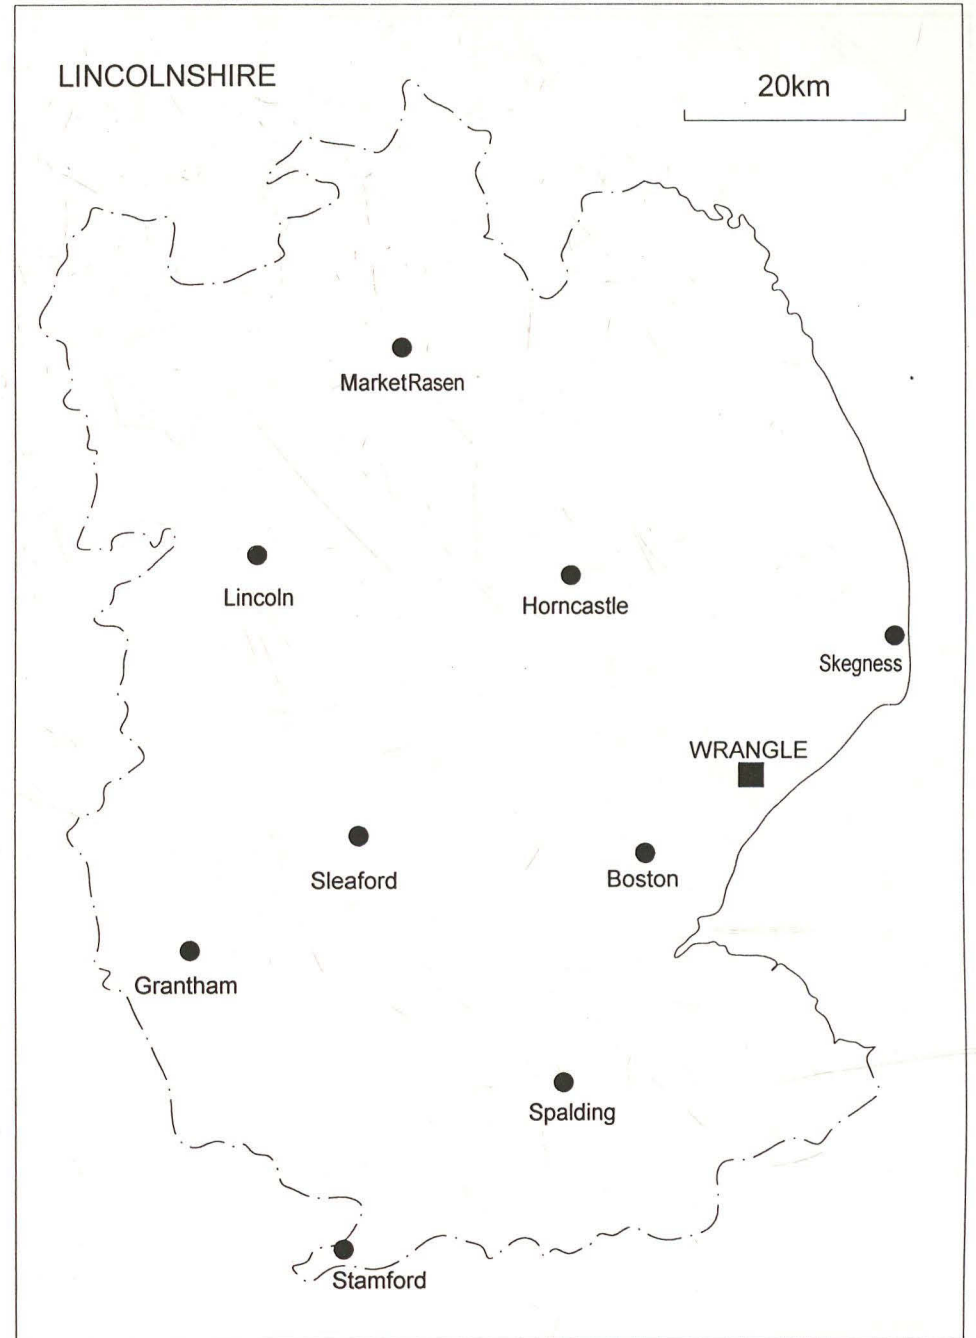 LINCOLNSHIRE
20km
MarketRasen
Lincoln
Horncastle
Skegness
WRANGLE
Sleaford
Boston
Grantham
Spalding
Stamford